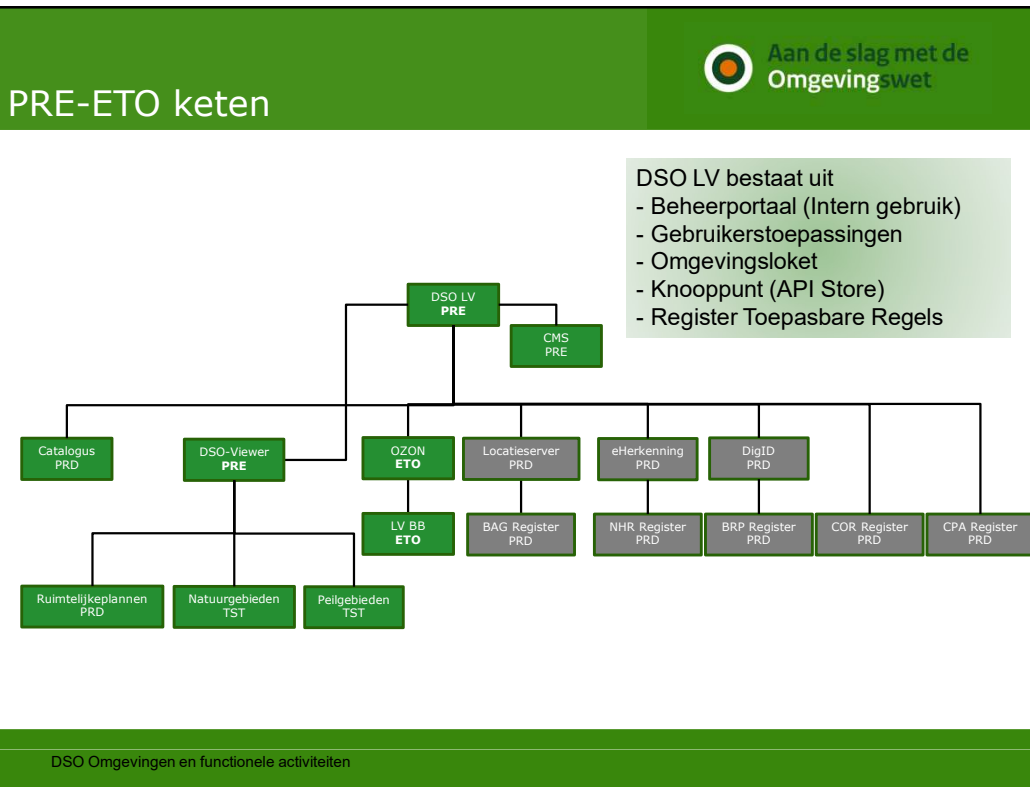 Aan de slag met de
Omgevingswet
PRE-ETO keten
DSO LV bestaat uit
- Beheerportaal (Intern gebruik)
- Gebruikerstoepassingen
- Omgevingsloket
- Knooppunt (API Store)
- Register Toepasbare Regels
DSO LV
PRE
CMS
PRE
Catalogus
PRD
DSO-Viewer
PRE
OZON
ETO
Locatieserver
PRD
eHerkenning
PRD
DigID
PRD
LV BB
ETO
BAG Register
PRD
NHR Register
PRD
BRP Register
PRD
COR Register
PRD
CPA Register
PRD
Ruimtelijkeplannen
PRD
Natuurgebieden
TST
Peilgebieden
TST
DSO Omgevingen en functionele activiteiten